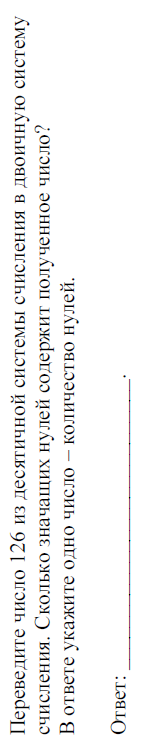 Переведите число 126 из десятичной системы счисления в двоичную систему
счисления. Сколько значащих нулей содержит полученное число?
В ответе укажите одно число – количество нулей.
Ответ: ___________________________.